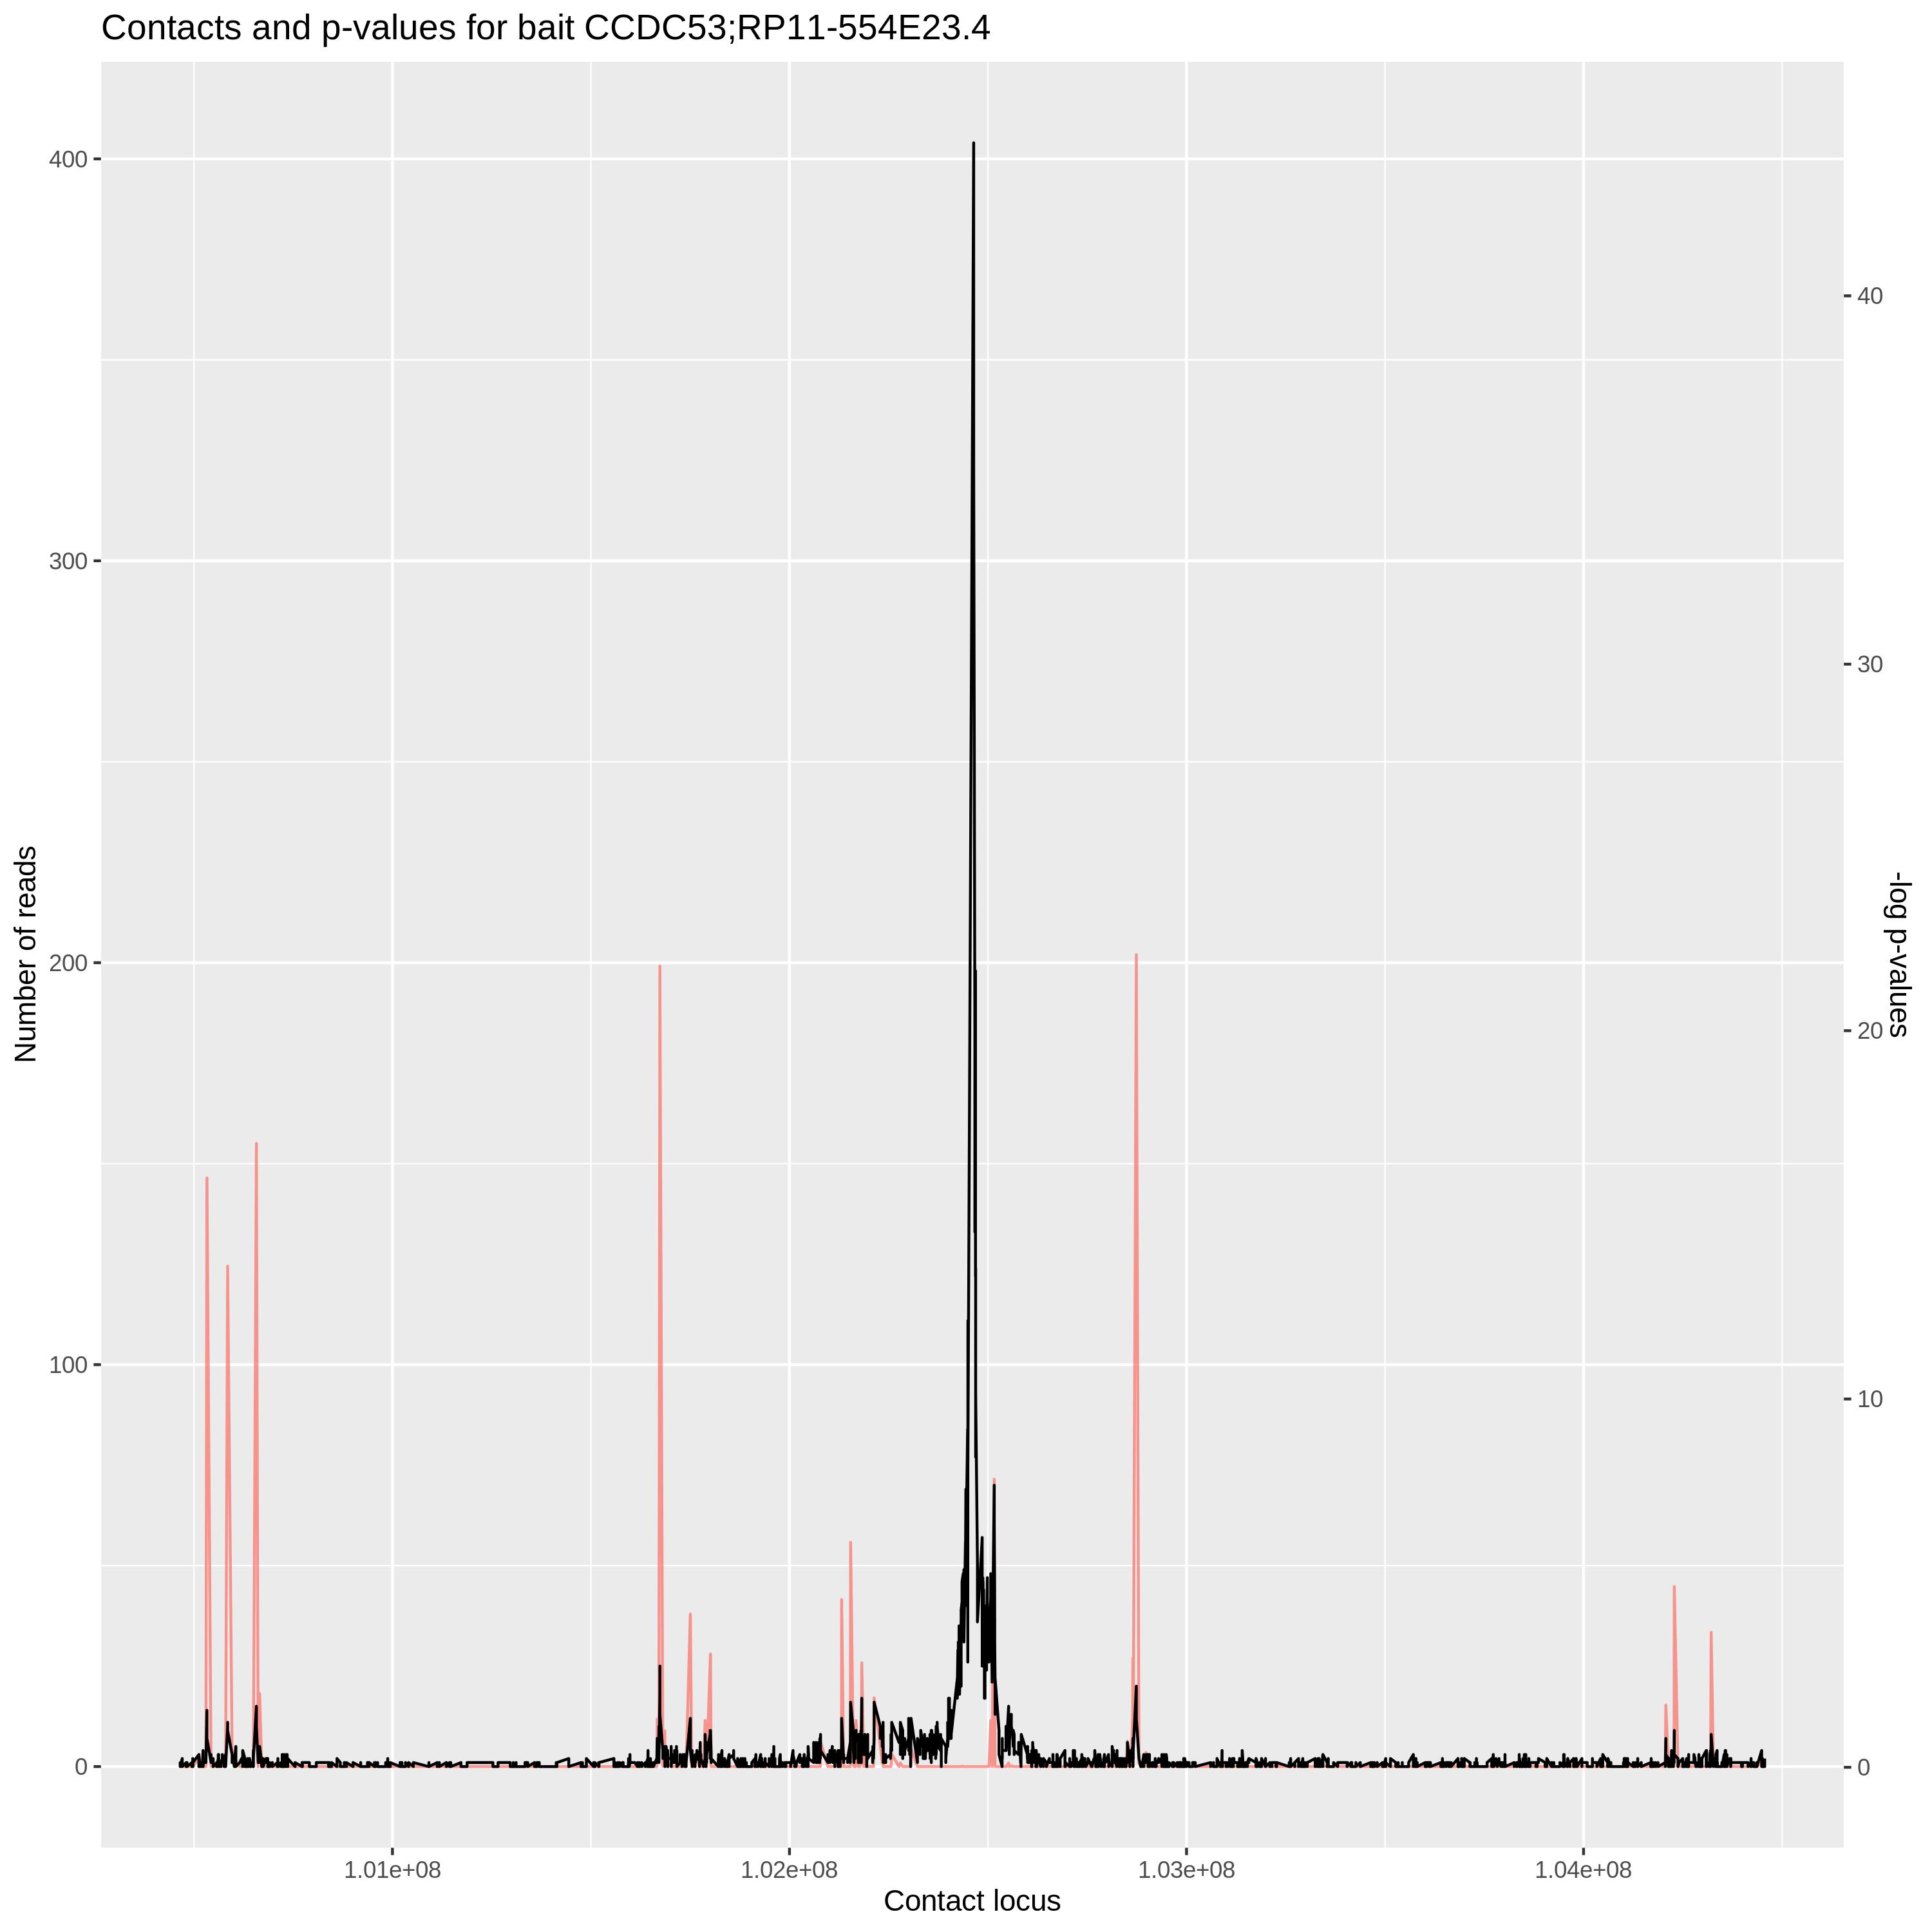 Contacts and p-values for bait CCDC53;RP11-554E23.4
400
300
200
100
0
Number of reads
40
30
20
10
0
-log p-values
1.01e+08
1.02e+08
1.03e+08
1.04e+08
Contact locus